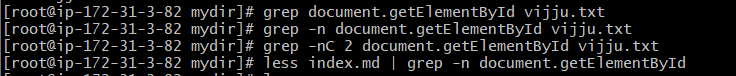 [root@ip-172-31-3-82 mydir]# grep document.getElementById vijju.txt
[root@ip-172-31-3-82 mydir]# grep -n document.getElementById vijju.txt
[root@ip-172-31-3-82 mydir]# grep -nC 2 document.getElementById vijju.txt
[root@ip-172-31-3-82 mydir]# less index.md | grep -n document.getElementById